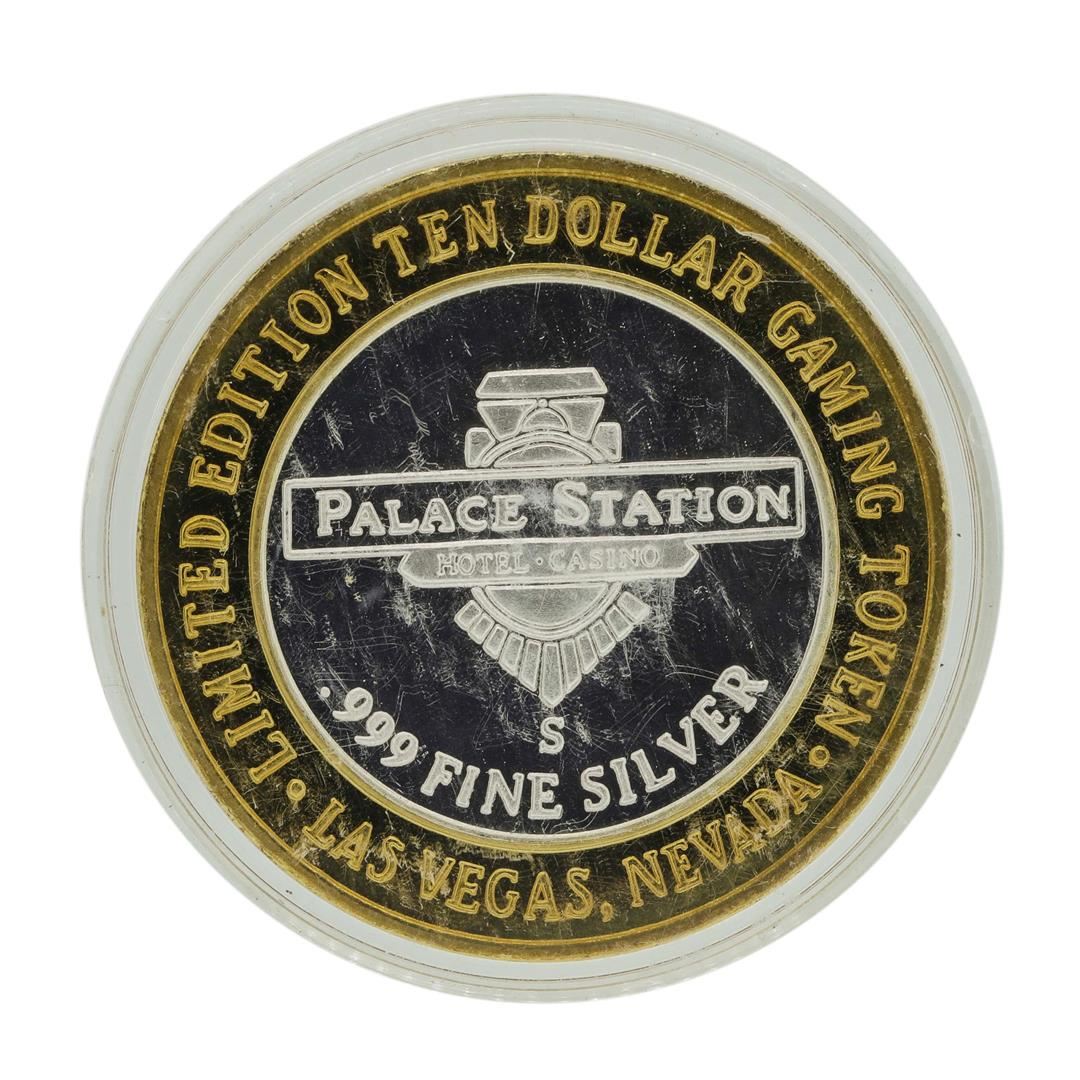 LIMITED EDITION TEN DOLLAR GAMING TOKEN
• LAS VEGAS, NEVADA •
PALACE STATION
HOTEL · CASINO
S
.999 FINE SILVER